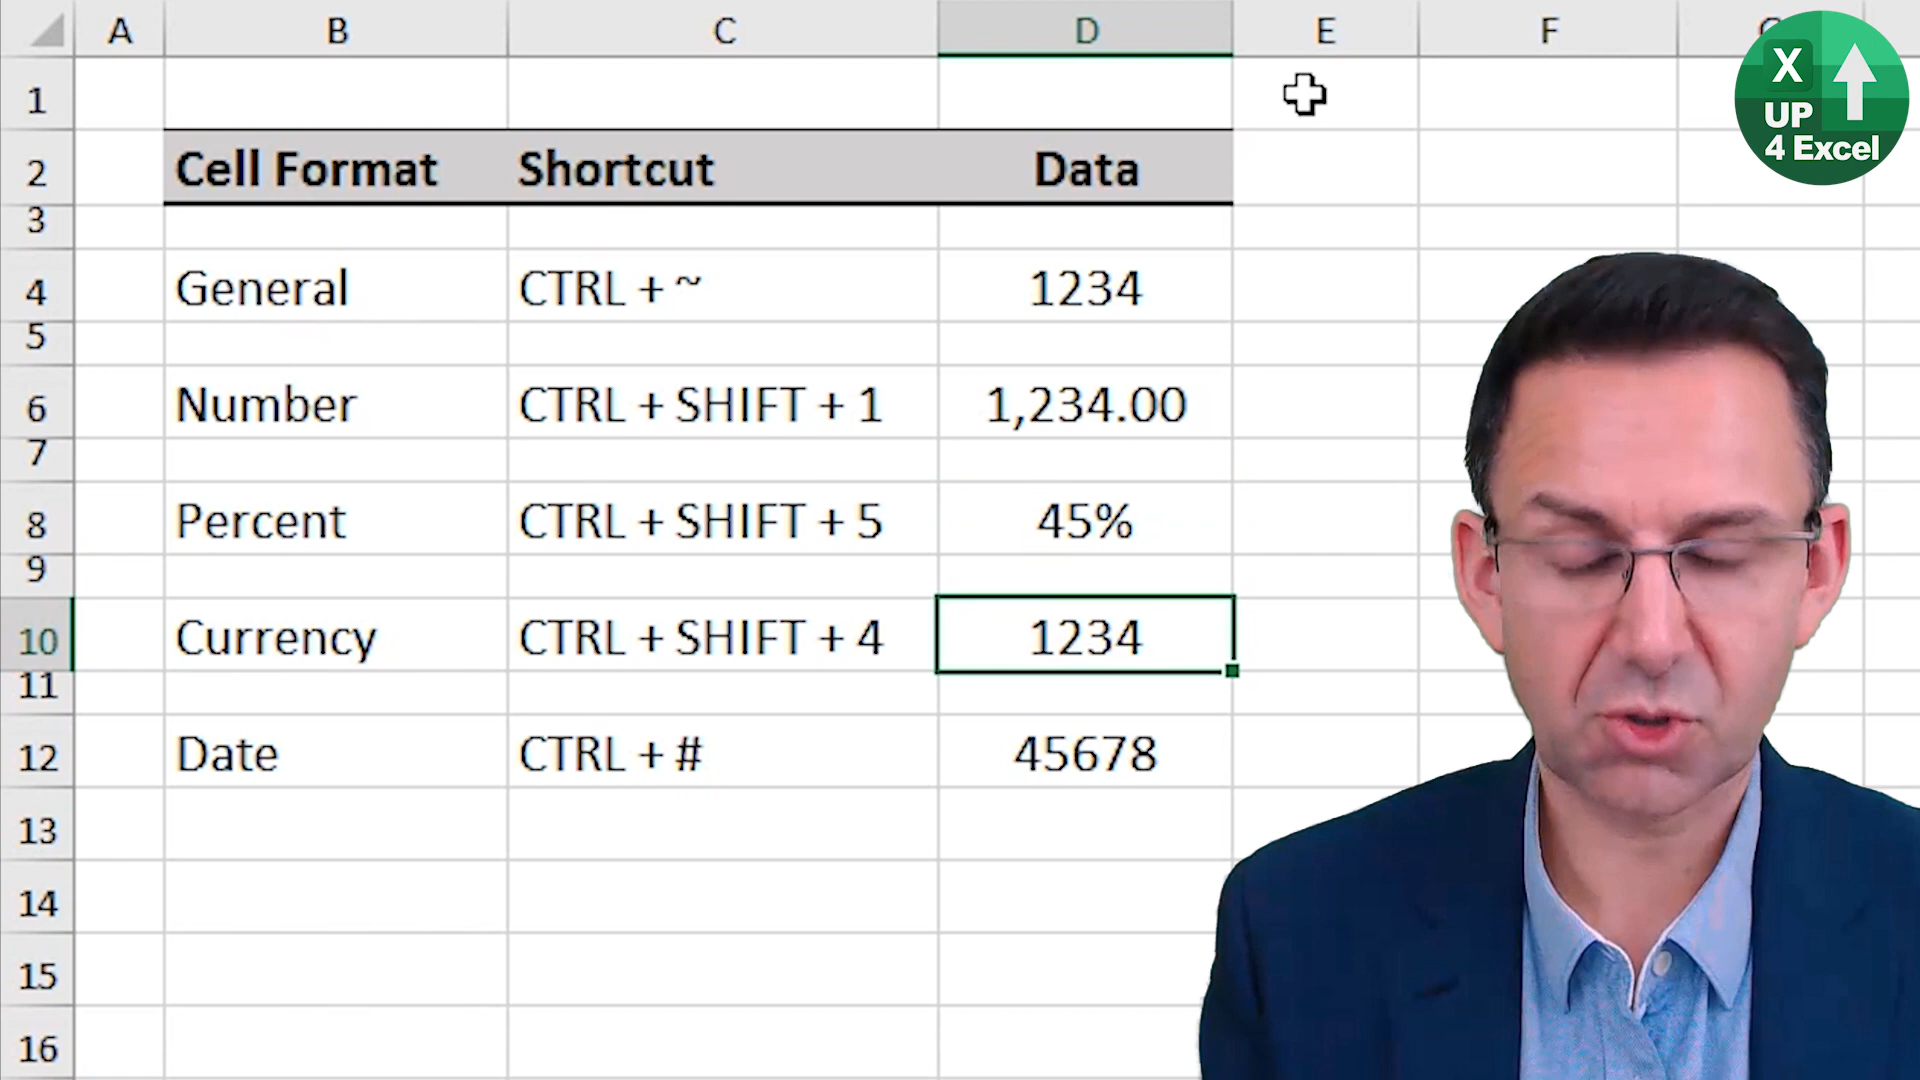 A B C D E F
X
UP
4 Excel
1
2 Cell Format Shortcut Data
3
4 General CTRL + ~ 1234
5
6 Number CTRL + SHIFT + 1 1,234.00
7
8 Percent CTRL + SHIFT + 5 45%
9
10 Currency CTRL + SHIFT + 4 1234
11
12 Date CTRL + # 45678
13
14
15
16